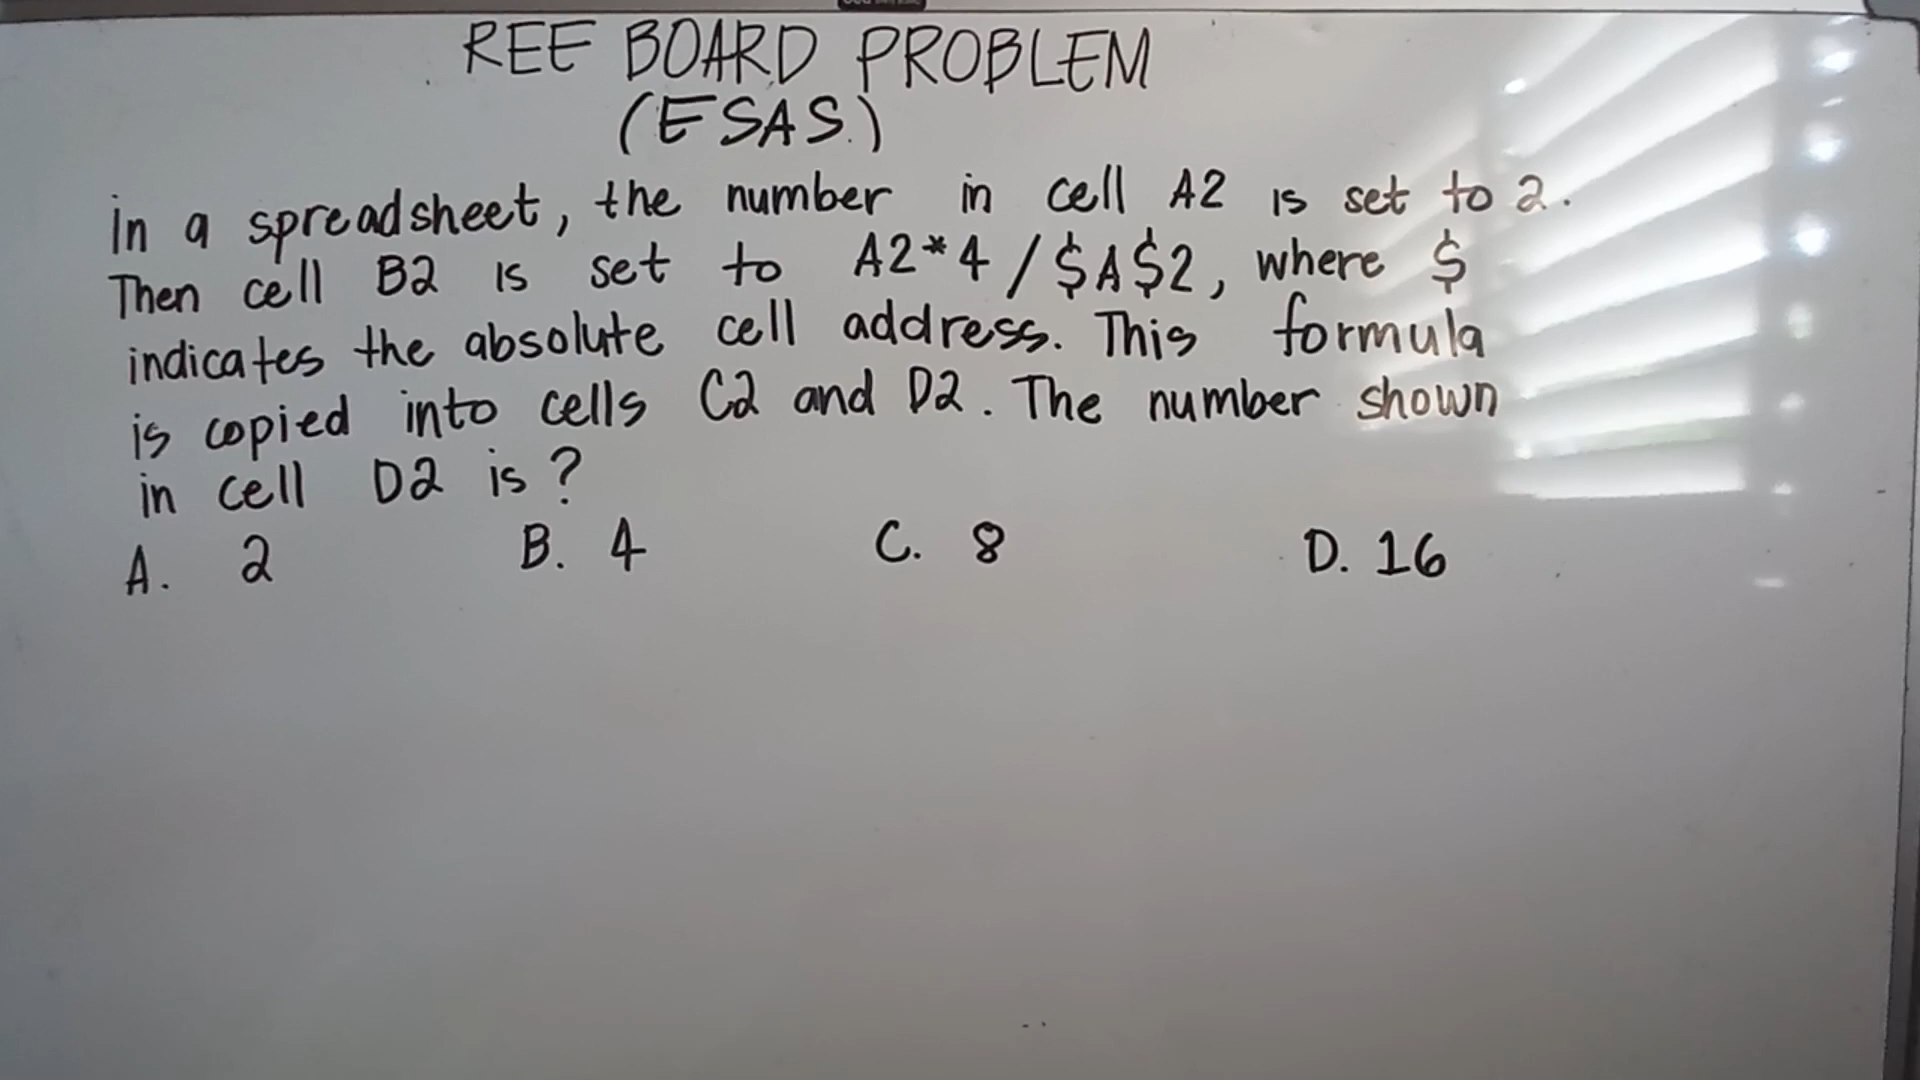 REE BOARD PROBLEM
(ESAS.)
in a spreadsheet, the number in cell A2 is set to 2.
Then cell B2 is set to A2*4/$A$2, where $
indicates the absolute cell address. This formula
is copied into cells C2 and D2. The number shown
in cell D2 is?
A. 2 B. 4 C. 8 D. 16